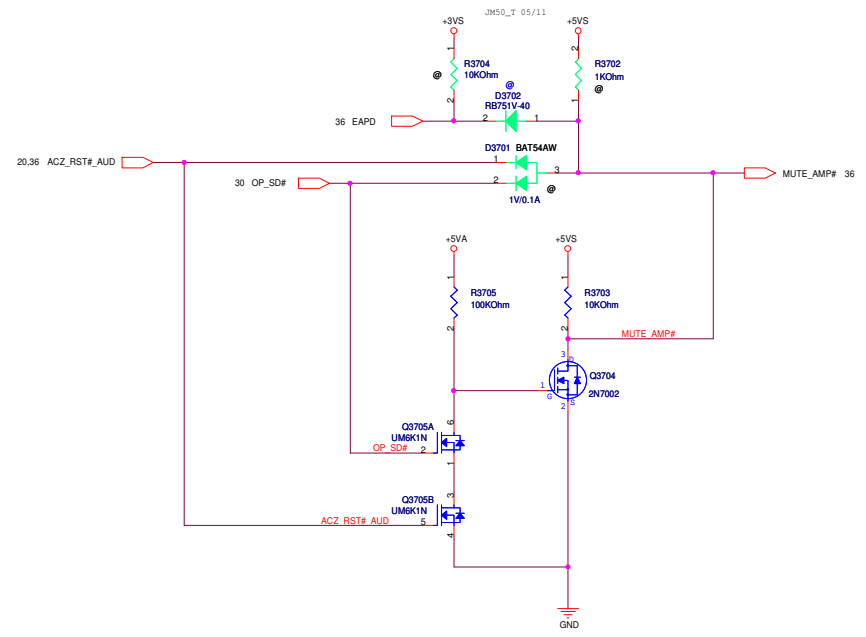 JM50_T 05/11
+3VS
+5VS
1
R3704
10KOhm
@
2
2
R3702
1KOhm
@
1
@
D3702
RB751V-40
36 EAPD
2
1
20,36 ACZ_RST#_AUD
D3701 BAT54AW
1
3
30 OP_SD#
2
@
1V/0.1A
MUTE_AMP# 36
+5VA
+5VS
1
R3705
100KOhm
2
1
R3703
10KOhm
2
MUTE_AMP#
3
D
Q3704
1
G
S
2N7002
2
6
Q3705A
UM6K1N
OP_SD#
2
1
3
Q3705B
UM6K1N
ACZ_RST#_AUD
5
4
GND